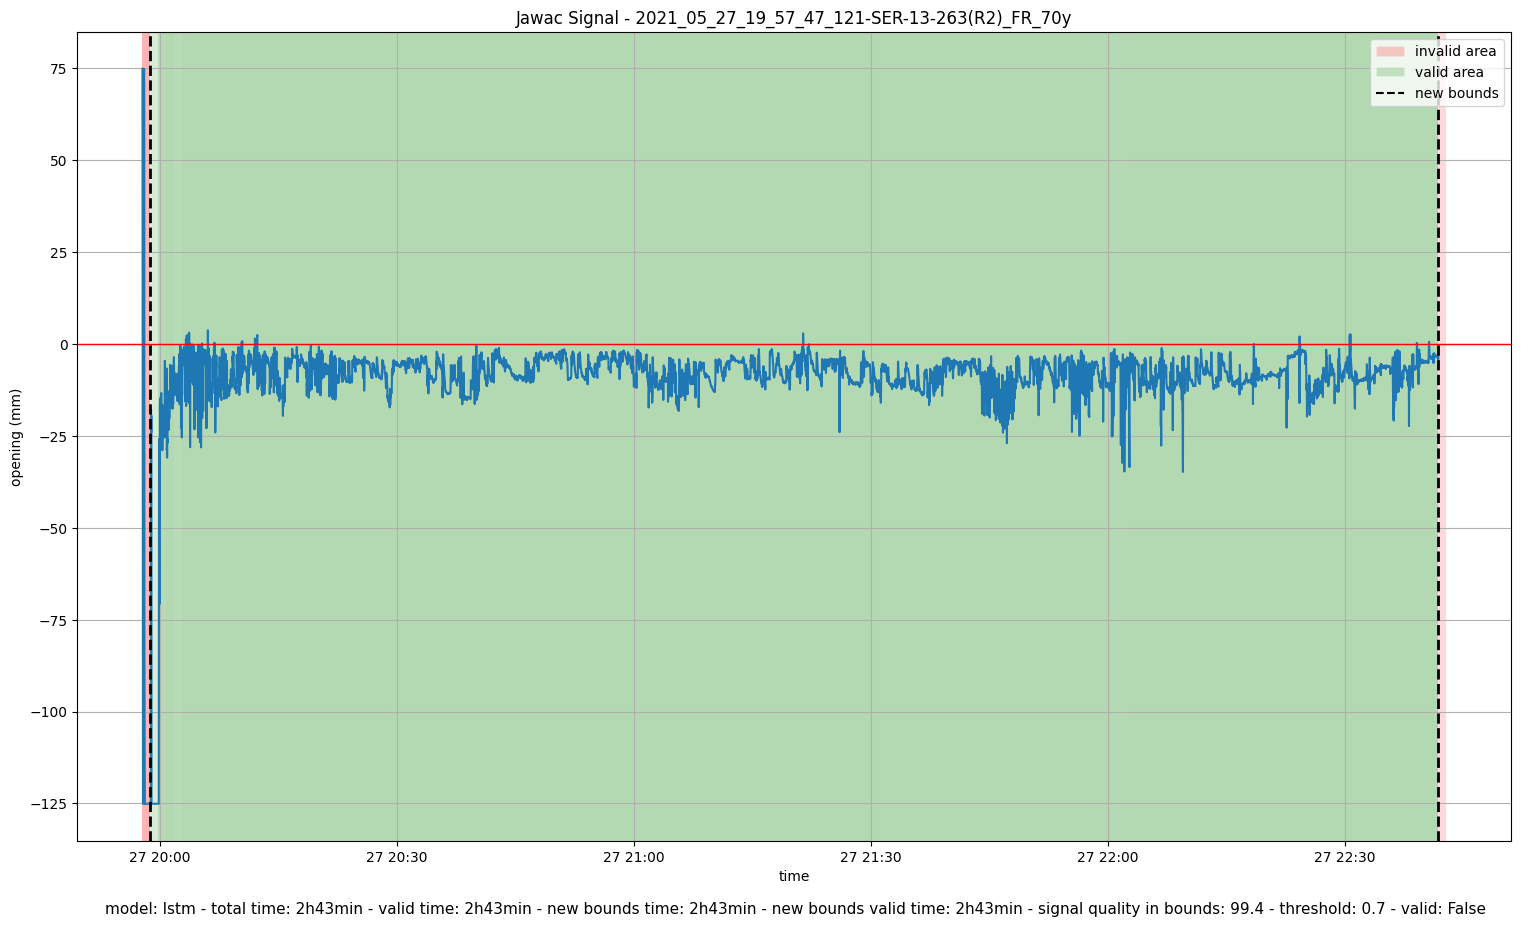 Jawac Signal - 2021_05_27_19_57_47_121-SER-13-263(R2)_FR_70y
invalid area
valid area
new bounds
75
50
25
0
−25
−50
−75
−100
−125
opening (mm)
27 20:00
27 20:30
27 21:00
27 21:30
27 22:00
27 22:30
time
model: lstm - total time: 2h43min - valid time: 2h43min - new bounds time: 2h43min - new bounds valid time: 2h43min - signal quality in bounds: 99.4 - threshold: 0.7 - valid: False